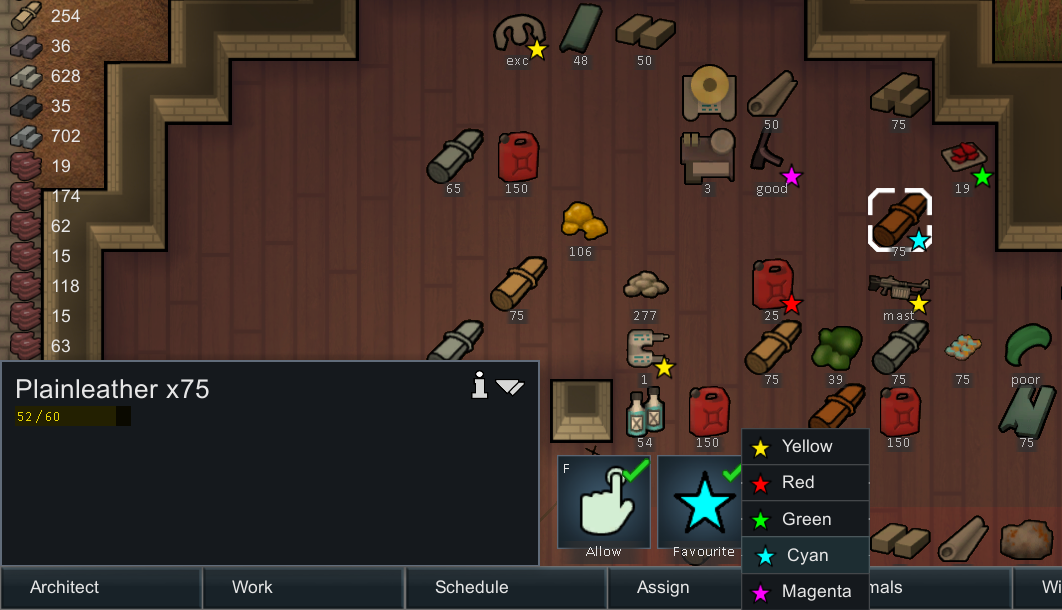 254
36
628
35
702
19
174
62
15
118
15
63
exc
48
50
50
75
65
150
3
good
19
106
75
75
277
25
mast
1
75
39
75
75
poor
54
150
150
75
Plainleather x75
52 / 60
F
Allow
Favourite
Yellow
Red
Green
Cyan
Magenta
Architect
Work
Schedule
Assign
mals
Wi